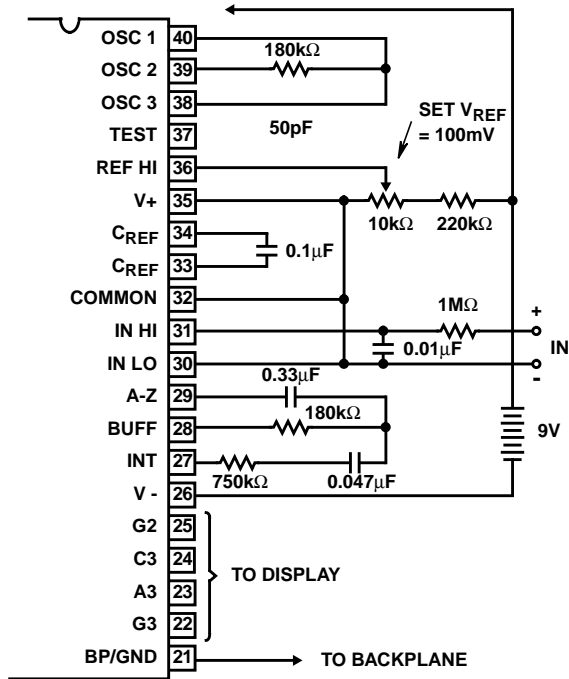 OSC 1 40
180kΩ
OSC 2 39
OSC 3 38
50pF
SET VREF
= 100mV
TEST 37
REF HI 36
V+ 35
10kΩ 220kΩ
CREF 34
0.1µF
CREF 33
COMMON 32
1MΩ
+
IN HI 31
IN
0.01µF
IN LO 30
-
0.33µF
A-Z 29
180kΩ
BUFF 28
9V
INT 27
750kΩ 0.047µF
V - 26
G2 25
C3 24
TO DISPLAY
A3 23
G3 22
BP/GND 21 TO BACKPLANE